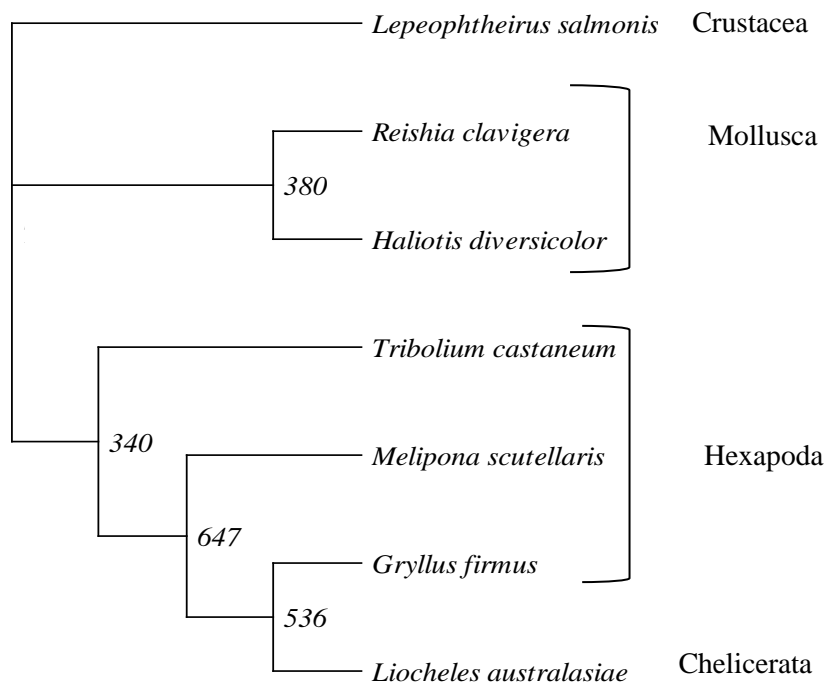 Lepeophtheirus salmonis Crustacea
Reishia clavigera
Mollusca
380
Haliotis diversicolor
Tribolium castaneum
340
Melipona scutellaris Hexapoda
647
Gryllus firmus
536
Liocheles australasiae Chelicerata